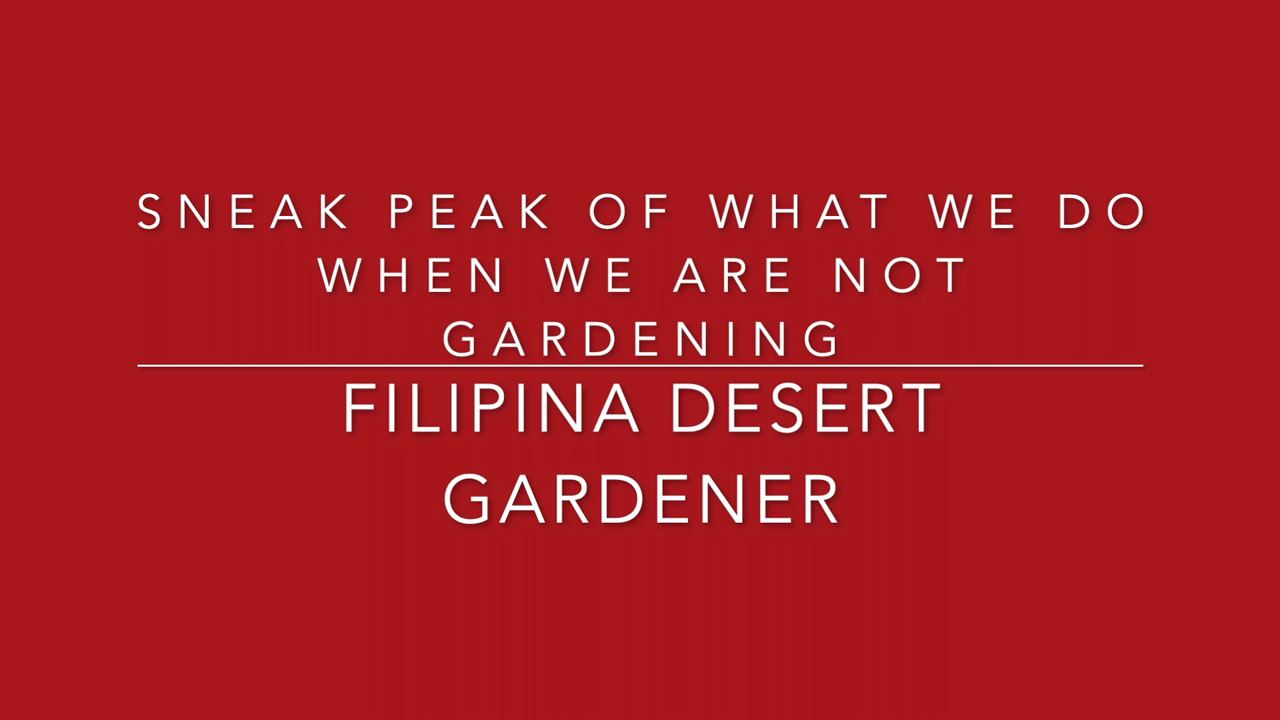 SNEAK PEAK OF WHAT WE DO
WHEN WE ARE NOT
GARDENING
FILIPINA DESERT
GARDENER